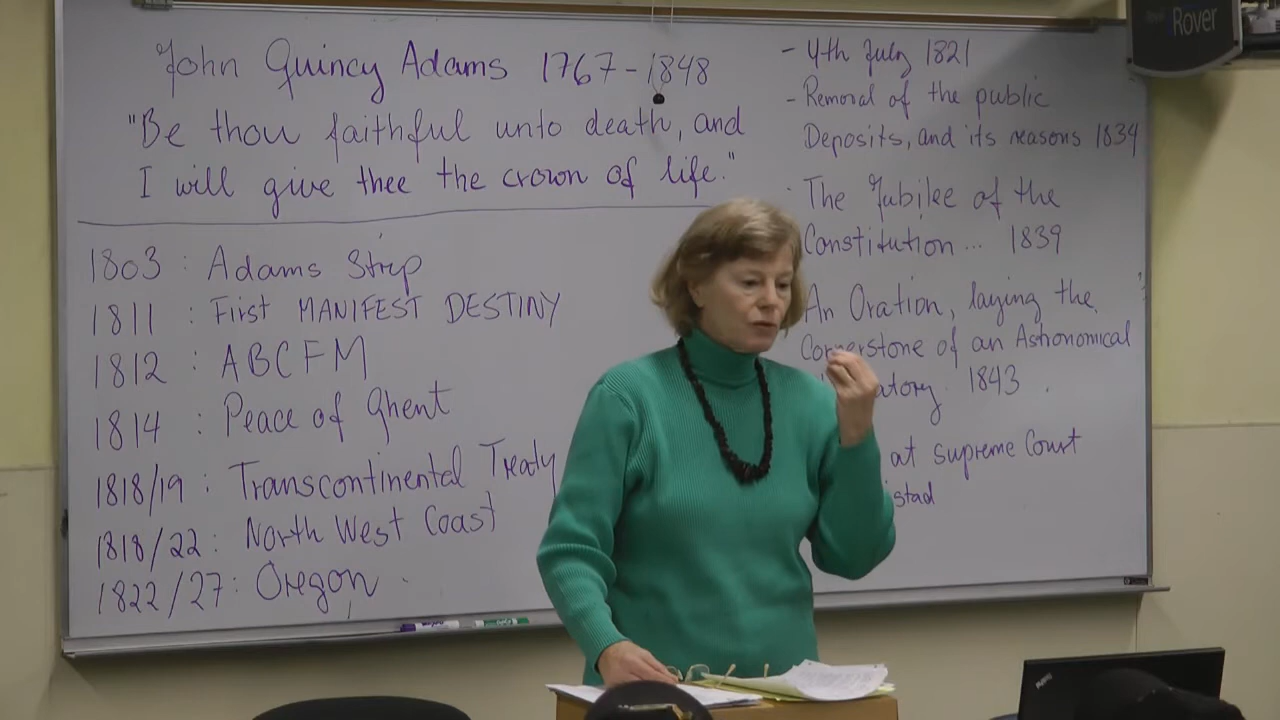 John Quincy Adams 1767-1848
"Be thou faithful unto death, and
I will give thee the crown of life."
1803 : Adams Strip
1811 : First MANIFEST DESTINY
1812 : ABCFM
1814 : Peace of Ghent
1818/19 : Transcontinental Treaty
1818/22 : North West Coast
1822/27 : Oregon
- 4th July 1821
- Removal of the public
Deposits, and its reasons 1834
The Jubilee of the
Constitution... 1839
An Oration, laying the
Cornerstone of an Astronomical
atory 1843
at supreme Court
stad
Rover